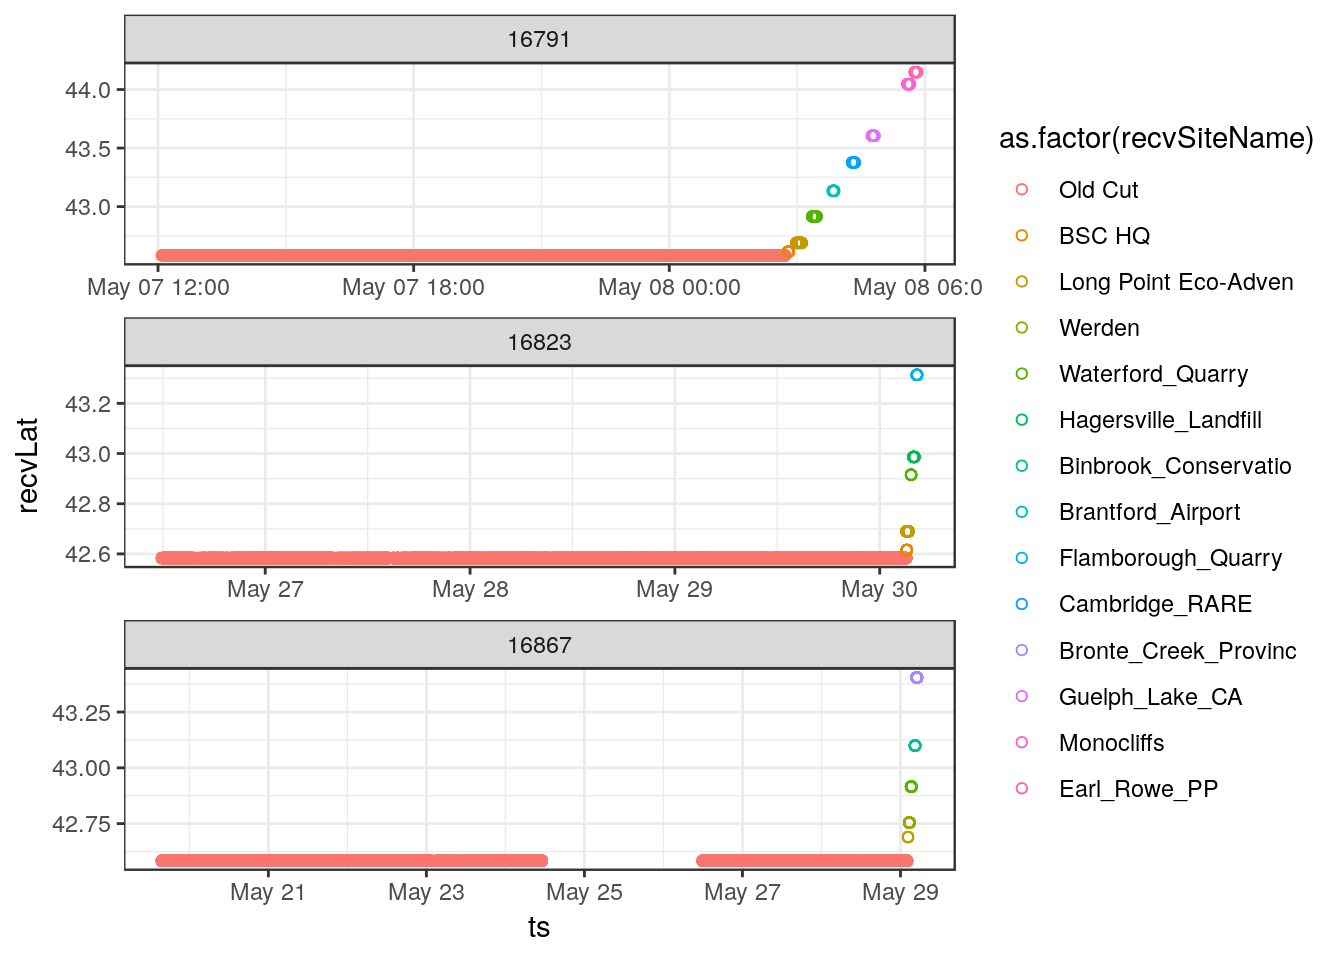 16791
44.0
43.5
43.0
May 07 12:00
May 07 18:00
May 08 00:00
May 08 06:0
16823
43.2
43.0
42.8
42.6
May 27
May 28
May 29
May 30
16867
43.25
43.00
42.75
May 21
May 23
May 25
May 27
May 29
recvLat
ts
as.factor(recvSiteName)
Old Cut
BSC HQ
Long Point Eco-Adven
Werden
Waterford_Quarry
Hagersville_Landfill
Binbrook_Conservatio
Brantford_Airport
Flamborough_Quarry
Cambridge_RARE
Bronte_Creek_Provinc
Guelph_Lake_CA
Monocliffs
Earl_Rowe_PP